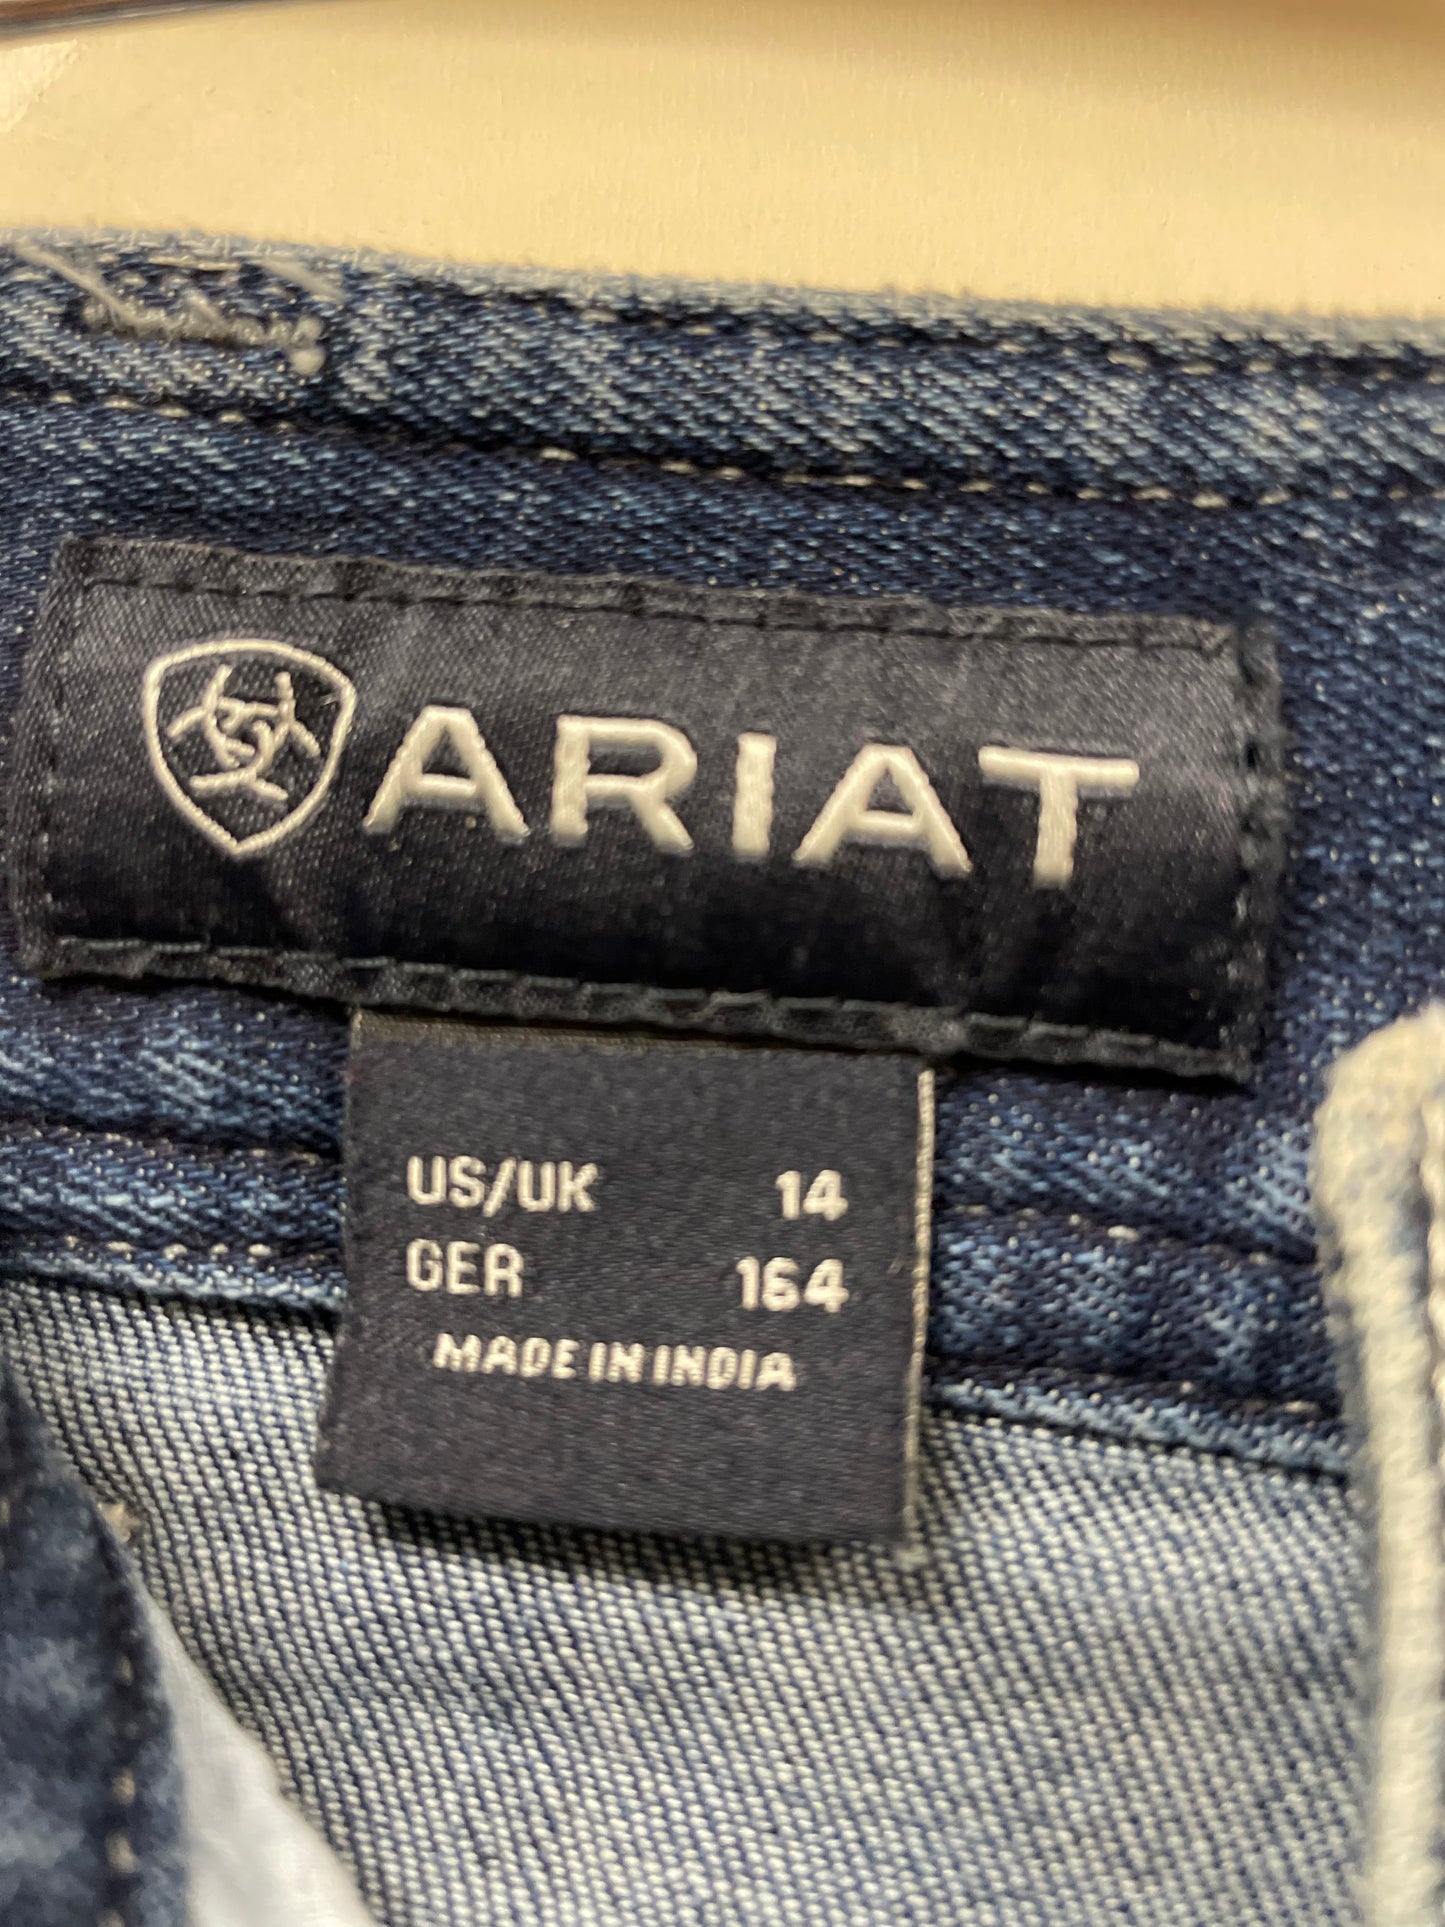 ARIAT
US/UK 14
GER 164
MADE IN INDIA